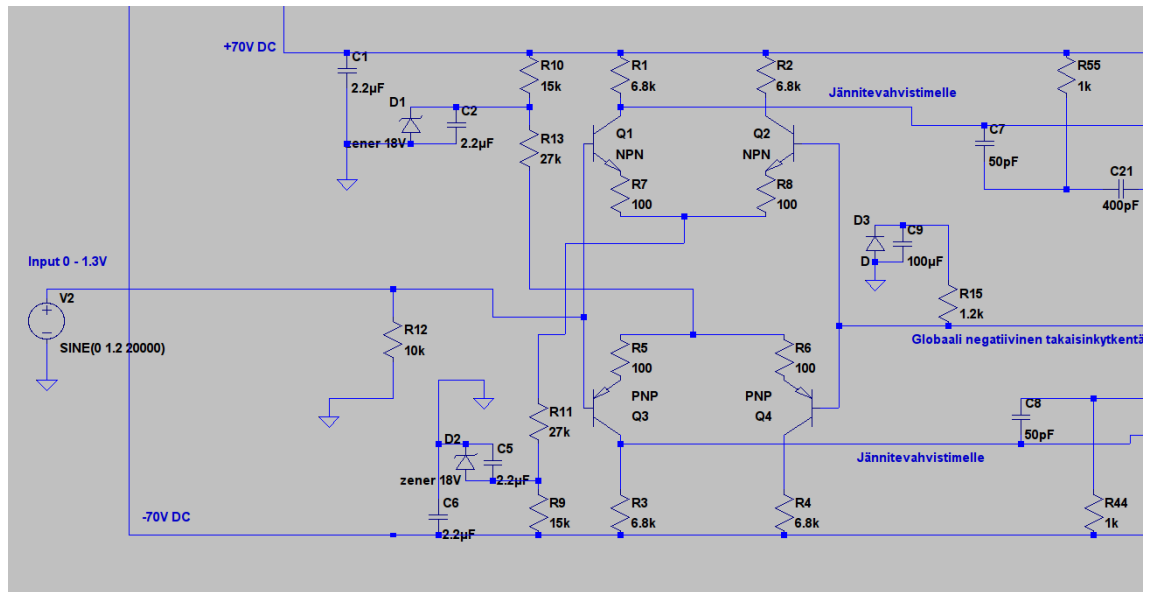 +70V DC
C1
2.2µF
R10
15k
R1
6.8k
R2
6.8k
R55
1k
Jännitevahvistimelle
D1
zener 18V
C2
2.2µF
R13
27k
Q1
NPN
Q2
NPN
C7
50pF
C21
400pF
R7
100
R8
100
D3
D
C9
100µF
Input 0 - 1.3V
V2
SINE(0 1.2 20000)
R12
10k
R15
1.2k
Globaali negatiivinen takaisinkytkentä
R5
100
R6
100
PNP
Q3
PNP
Q4
R11
27k
C8
50pF
D2
zener 18V
C5
2.2µF
Jännitevahvistimelle
C6
2.2µF
R9
15k
R3
6.8k
R4
6.8k
R44
1k
-70V DC